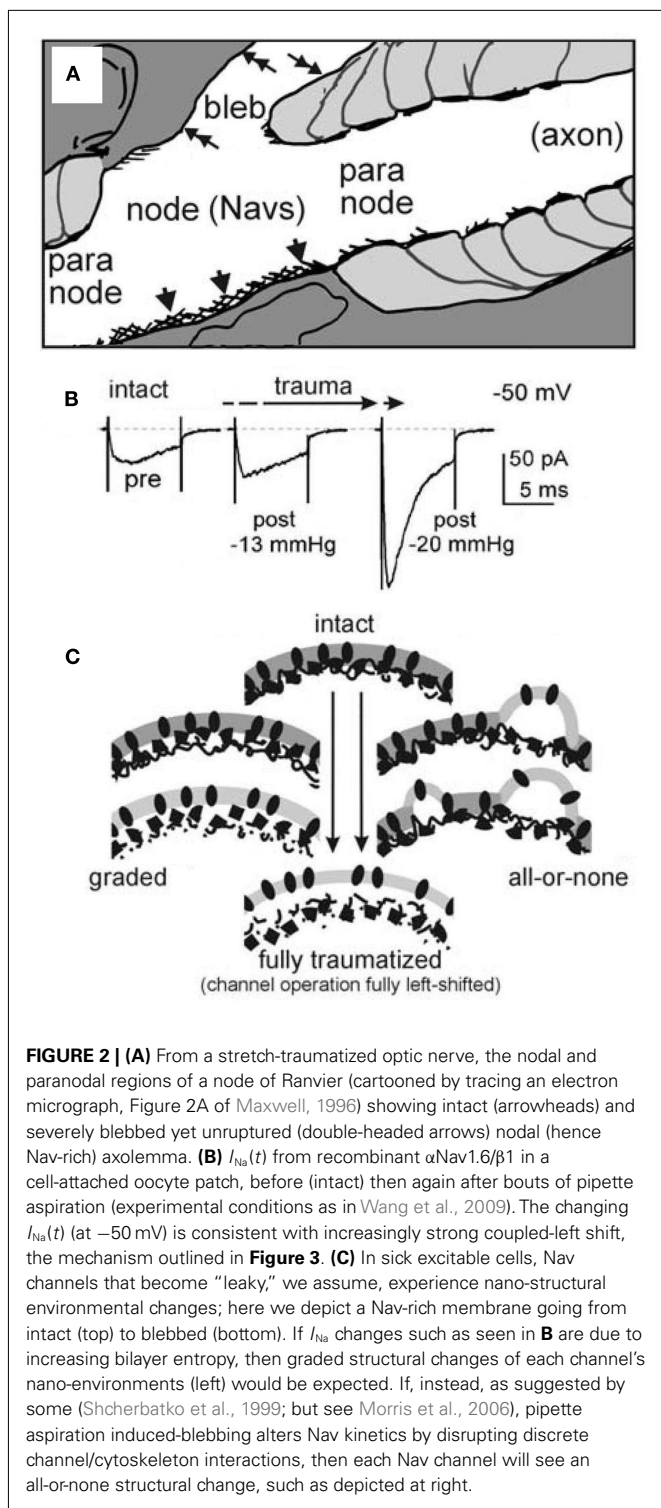 A
bleb
(axon)
para
node
node (Navs)
para
node
B
intact
trauma
-50 mV
pre
50 pA
5 ms
post
-13 mmHg
post
-20 mmHg
C
intact
graded
all-or-none
fully traumatized
(channel operation fully left-shifted)
FIGURE 2 | (A) From a stretch-traumatized optic nerve, the nodal and
paranodal regions of a node of Ranvier (cartooned by tracing an electron
micrograph, Figure 2A of Maxwell, 1996) showing intact (arrowheads) and
severely blebbed yet unruptured (double-headed arrows) nodal (hence
Nav-rich) axolemma. (B) INa(t) from recombinant αNav1.6/β1 in a
cell-attached oocyte patch, before (intact) then again after bouts of pipette
aspiration (experimental conditions as in Wang et al., 2009). The changing
INa(t) (at −50 mV) is consistent with increasingly strong coupled-left shift,
the mechanism outlined in Figure 3. (C) In sick excitable cells, Nav
channels that become “leaky,” we assume, experience nano-structural
environmental changes; here we depict a Nav-rich membrane going from
intact (top) to blebbed (bottom). If INa changes such as seen in B are due to
increasing bilayer entropy, then graded structural changes of each channel's
nano-environments (left) would be expected. If, instead, as suggested by
some (Shcherbatko et al., 1999; but see Morris et al., 2006), pipette
aspiration induced-blebbing alters Nav kinetics by disrupting discrete
channel/cytoskeleton interactions, then each Nav channel will see an
all-or-none structural change, such as depicted at right.